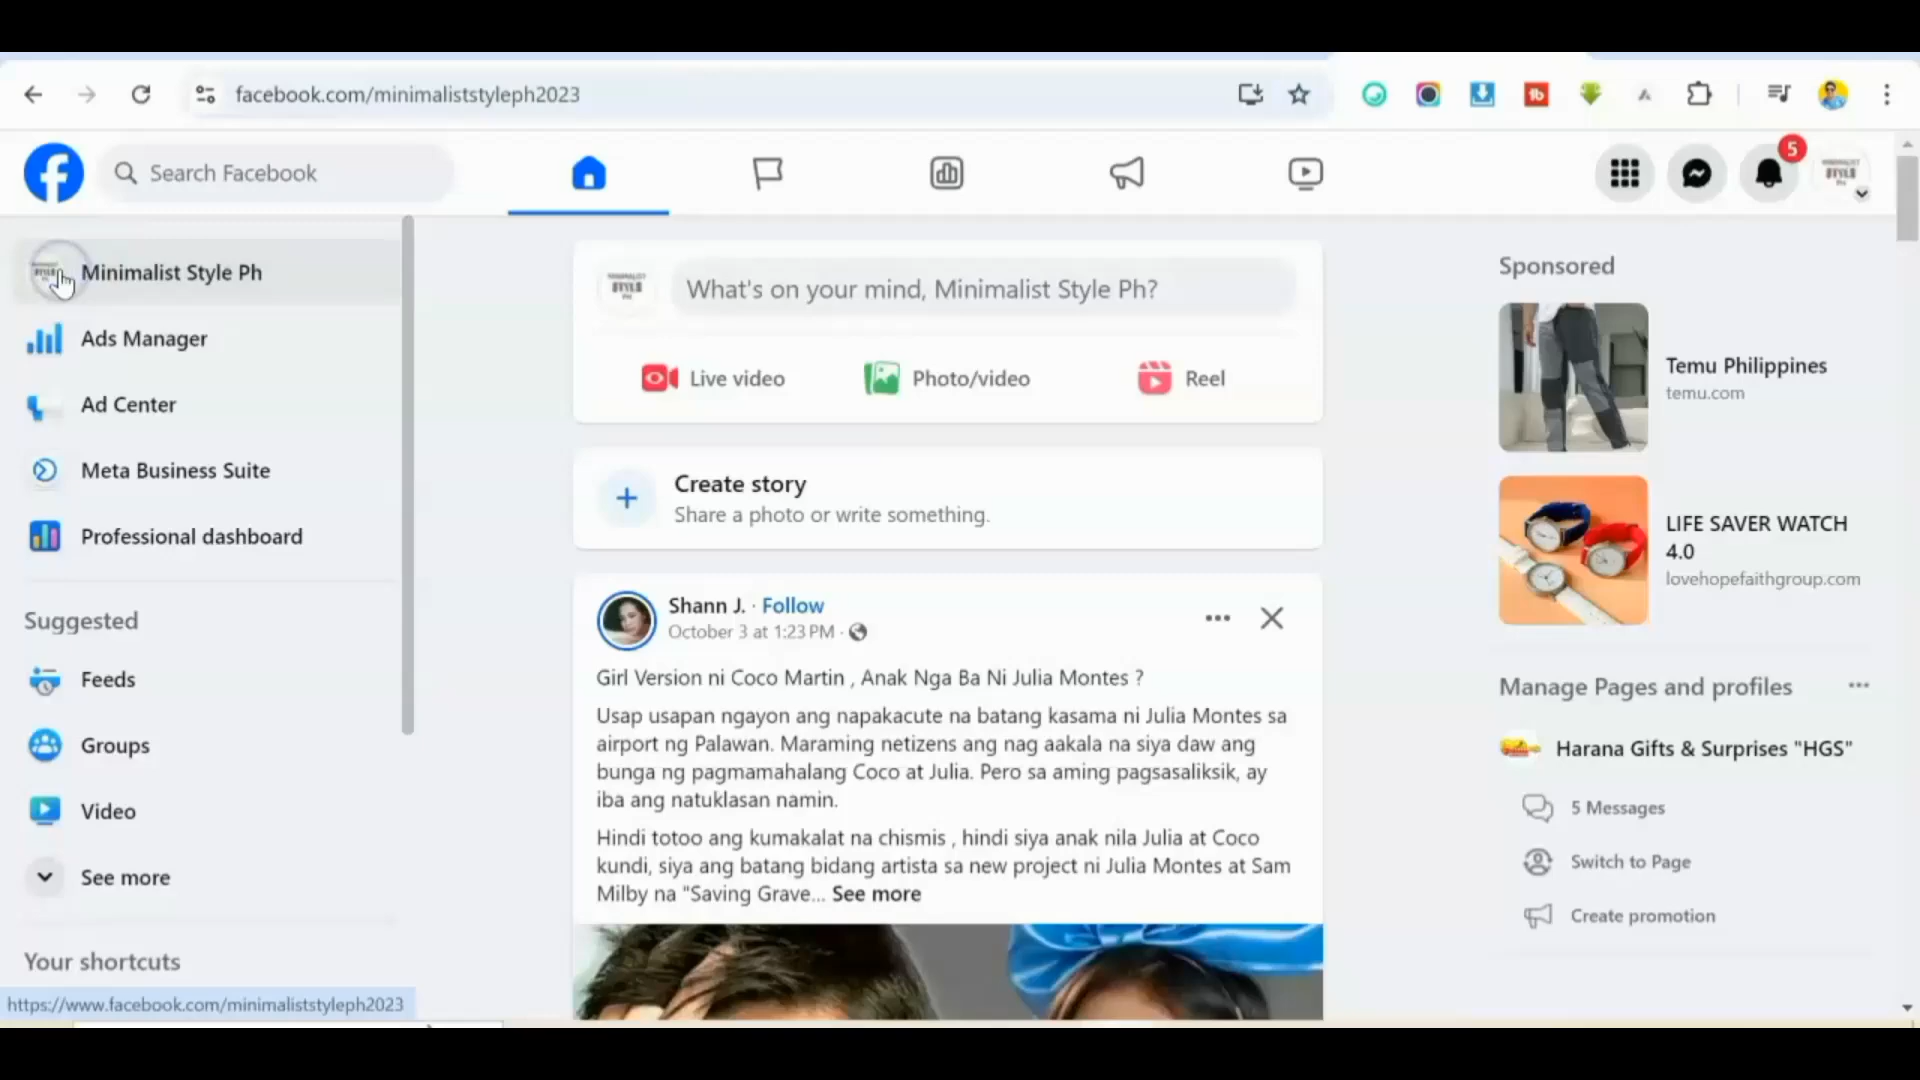 facebook.com/minimaliststyleph2023
Search Facebook
5
Minimalist Style Ph
Ads Manager
Ad Center
Meta Business Suite
Professional dashboard
Suggested
Feeds
Groups
Video
See more
Your shortcuts
https://www.facebook.com/minimaliststyleph2023
What's on your mind, Minimalist Style Ph?
Live video
Photo/video
Reel
Create story
Share a photo or write something.
Shann J. · Follow
October 3 at 1:23 PM ·
Girl Version ni Coco Martin , Anak Nga Ba Ni Julia Montes ?
Usap usapan ngayon ang napakacute na batang kasama ni Julia Montes sa
airport ng Palawan. Maraming netizens ang nag aakala na siya daw ang
bunga ng pagmamahalang Coco at Julia. Pero sa aming pagsasaliksik, ay
iba ang natuklasan namin.
Hindi totoo ang kumakalat na chismis , hindi siya anak nila Julia at Coco
kundi, siya ang batang bidang artista sa new project ni Julia Montes at Sam
Milby na "Saving Grave... See more
Sponsored
Temu Philippines
temu.com
LIFE SAVER WATCH
4.0
lovehopefaithgroup.com
Manage Pages and profiles
Harana Gifts & Surprises "HGS"
5 Messages
Switch to Page
Create promotion